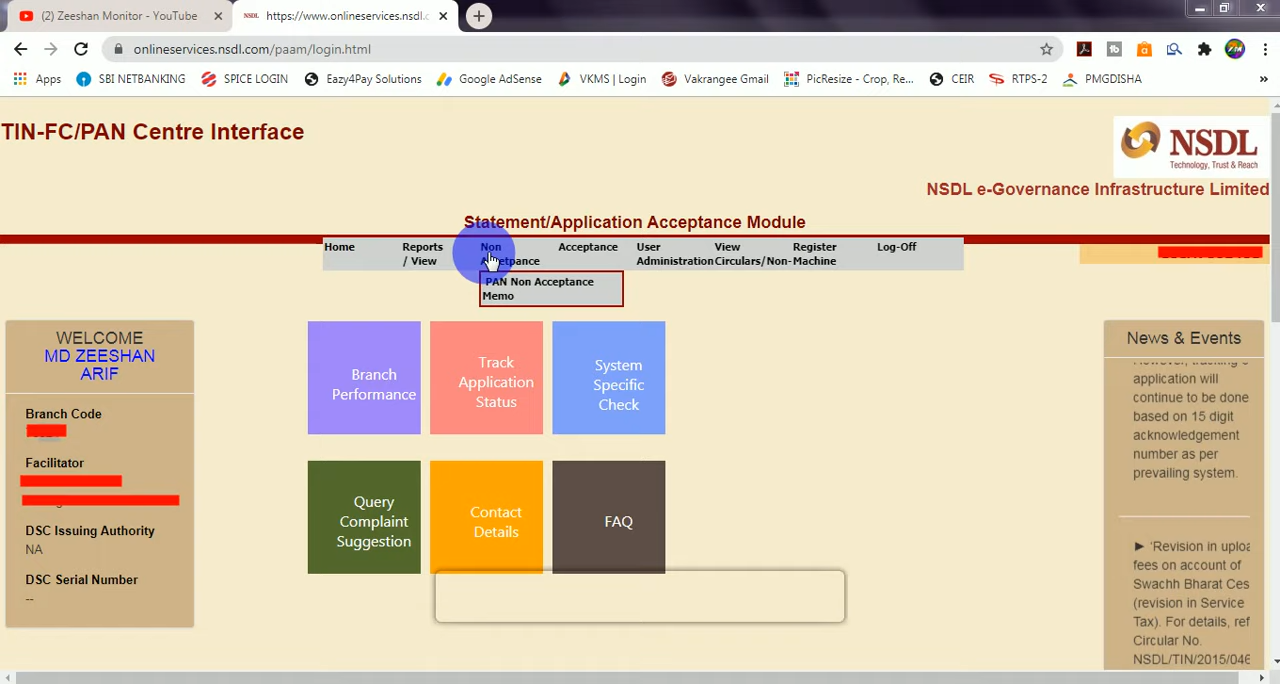 (2) Zeeshan Monitor - YouTube
NSDL https://www.onlineservices.nsdl.c
onlineservices.nsdl.com/paam/login.html
Apps SBI NETBANKING SPICE LOGIN Eazy4Pay Solutions Google AdSense VKMS | Login Vakrangee Gmail PicResize - Crop, Re... CEIR RTPS-2 PMGDISHA »
TIN-FC/PAN Centre Interface
NSDL
Technology, Trust & Reach
NSDL e-Governance Infrastructure Limited
Statement/Application Acceptance Module
Home Reports Non Acceptance User View Register Log-Off
/ View Administration Circulars/Non- Machine
PAN Non Acceptance
Memo
WELCOME
MD ZEESHAN
ARIF
Branch Code
Facilitator
DSC Issuing Authority
NA
DSC Serial Number
--
Branch
Performance
Track
Application
Status
System
Specific
Check
Query
Complaint
Suggestion
Contact
Details
FAQ
News & Events
application will
continue to be done
based on 15 digit
acknowledgement
number as per
prevailing system.
► 'Revision in uploa
fees on account of
Swachh Bharat Ces
(revision in Service
Tax). For details, ref
Circular No.
NSDL/TIN/2015/046